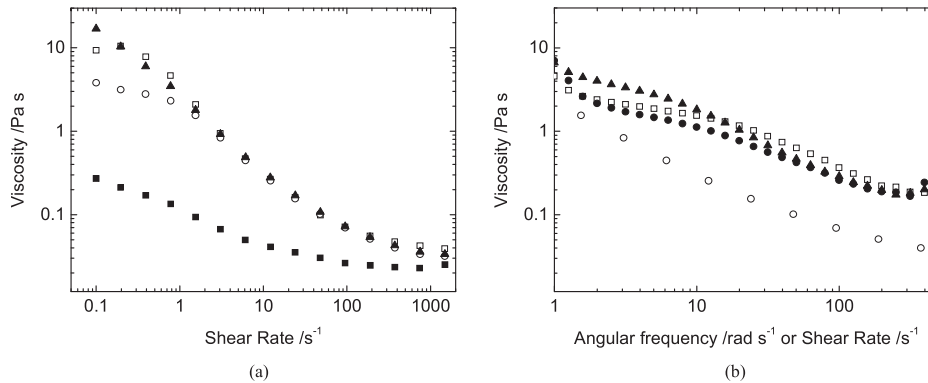 10
1
0.1
Viscosity /Pa s
0.1 1 10 100 1000
Shear Rate /s⁻¹
(a)
10
1
0.1
Viscosity /Pa s
1 10 100
Angular frequency /rad s⁻¹ or Shear Rate /s⁻¹
(b)